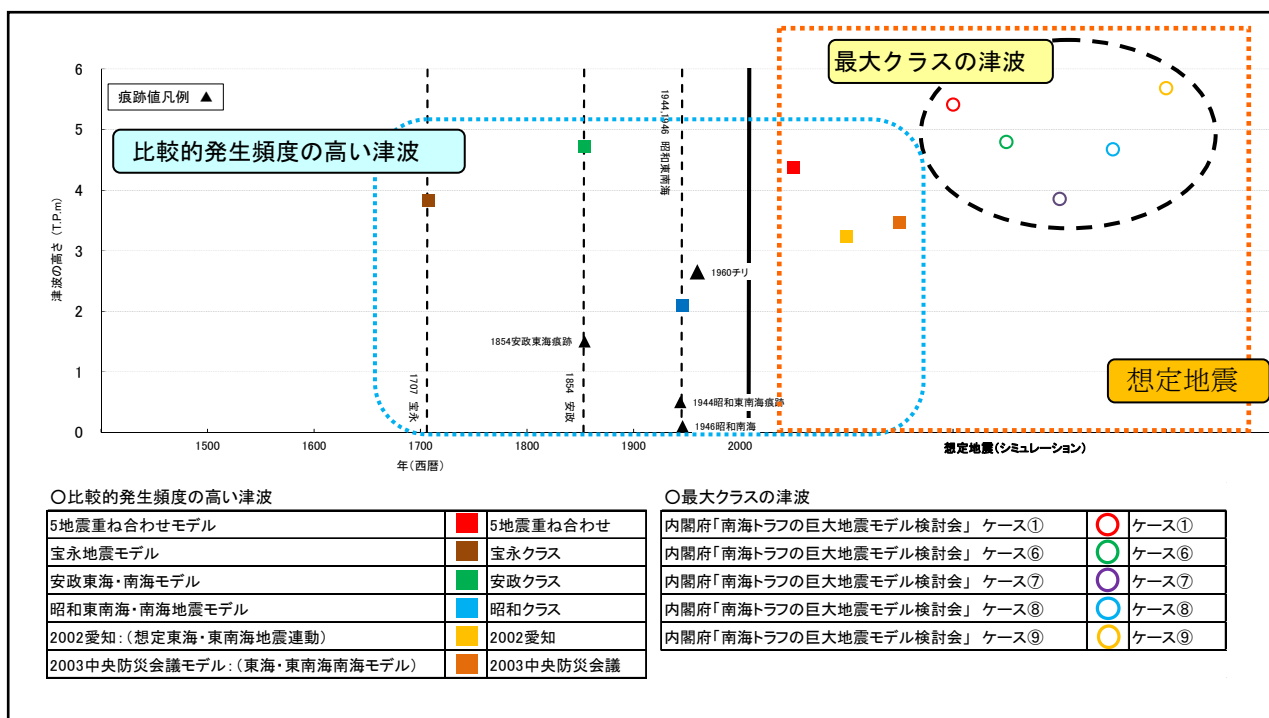 最大クラスの津波
6
痕跡値凡例 ▲
5
比較的発生頻度の高い津波
1944,1946 昭和東南海
4
津波の高さ (T.P.m)
3
1960チリ
2
1854安政東海痕跡
1
1707 宝永
1854 安政
1944昭和東南海痕跡
想定地震
0
1946昭和南海
1500 1600 1700 1800 1900 2000
想定地震(シミュレーション)
年(西暦)
○比較的発生頻度の高い津波
5地震重ね合わせモデル 5地震重ね合わせ
宝永地震モデル 宝永クラス
安政東海・南海モデル 安政クラス
昭和東南海・南海地震モデル 昭和クラス
2002愛知:(想定東海・東南海地震連動) 2002愛知
2003中央防災会議モデル:(東海・東南海南海モデル) 2003中央防災会議
○最大クラスの津波
内閣府「南海トラフの巨大地震モデル検討会」 ケース① ケース①
内閣府「南海トラフの巨大地震モデル検討会」 ケース⑥ ケース⑥
内閣府「南海トラフの巨大地震モデル検討会」 ケース⑦ ケース⑦
内閣府「南海トラフの巨大地震モデル検討会」 ケース⑧ ケース⑧
内閣府「南海トラフの巨大地震モデル検討会」 ケース⑨ ケース⑨